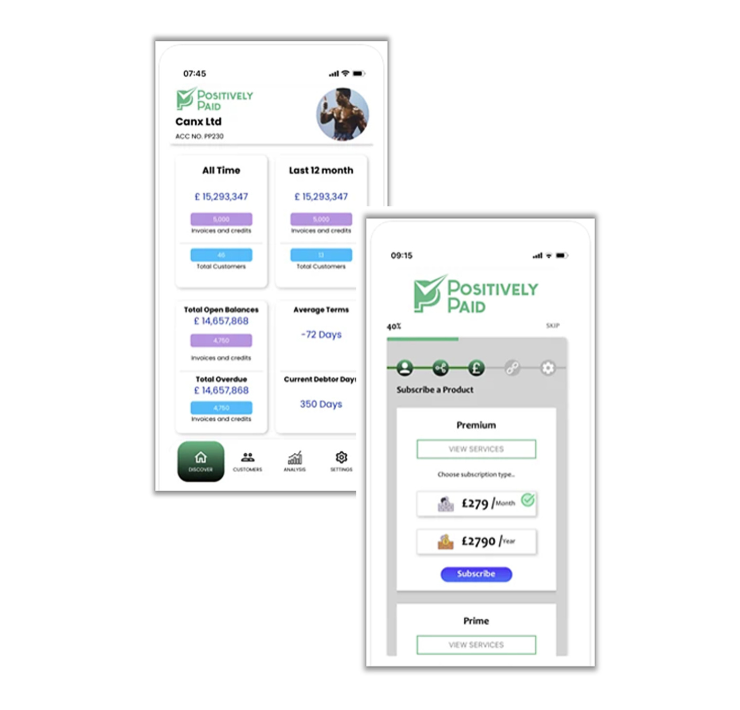 07:45
POSITIVELY
PAID
Canx Ltd
ACC NO. PP230
All Time
£ 15,293,347
5,000
Invoices and credits
46
Total Customers
Last 12 month
£ 15,293,347
5,000
Invoices and credits
13
Total Customers
Total Open Balances
£ 14,657,868
4,750
Invoices and credits
Total Overdue
£ 14,657,868
4,750
Invoices and credits
Average Terms
-72 Days
Current Debtor Days
350 Days
DISCOVER
CUSTOMERS
ANALYSIS
SETTINGS
09:15
POSITIVELY
PAID
40%
SKIP
£
Subscribe a Product
Premium
VIEW SERVICES
Choose subscription type..
£279 /Month
£2790 /Year
Subscribe
Prime
VIEW SERVICES